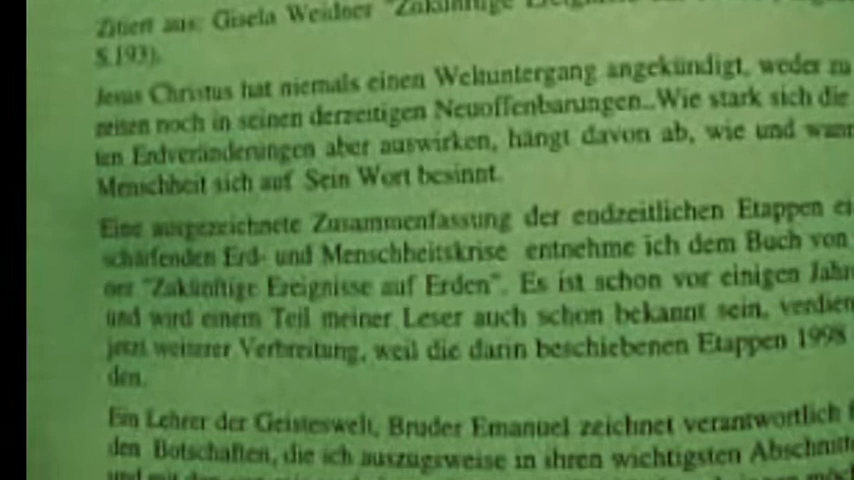 Zitiert aus: Gisela Weidner "Zukünftige
S.193).
Jesus Christus hat niemals einen Weltuntergang angekündigt, weder zu
zeiten noch in seinen derzeitigen Neuoffenbarungen...Wie stark sich die
ten Erdveränderungen aber auswirken, hängt davon ab, wie und wann
Menschheit sich auf Sein Wort besinnt.
Eine ausgezeichnete Zusammenfassung der endzeitlichen Etappen ei
schärfenden Erd- und Menschheitskrise entnehme ich dem Buch von
ner "Zukünftige Ereignisse auf Erden". Es ist schon vor einigen Jahre
und wird einem Teil meiner Leser auch schon bekannt sein, verdien
jetzt weiterer Verbreitung, weil die darin beschiebenen Etappen 1998
den.
Ein Lehrer der Geisteswelt, Bruder Emanuel zeichnet verantwortlich f
den Botschaften, die ich auszugsweise in ihren wichtigsten Abschnitte